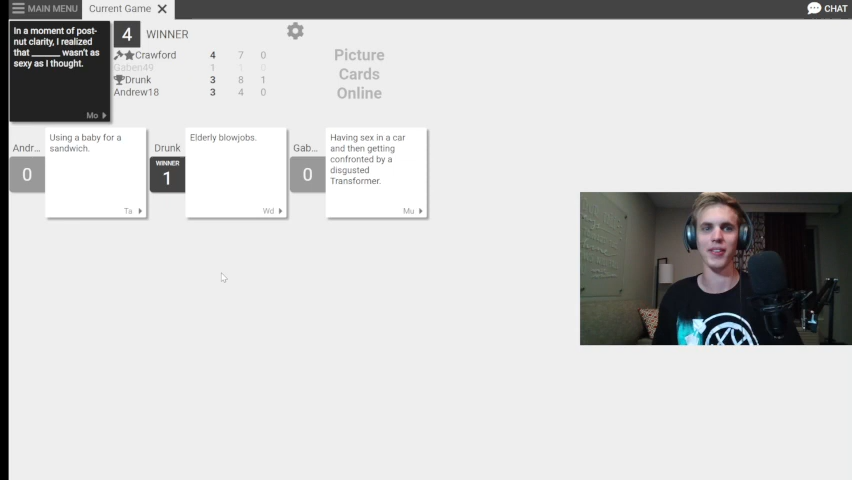 MAIN MENU
Current Game
CHAT
In a moment of post-
nut clarity, I realized
that ______ wasn't as
sexy as I thought.
Mo
4 WINNER
Crawford 4 7 0
Gaben49 1 1 0
Drunk 3 8 1
Andrew18 3 4 0
Picture
Cards
Online
Andr...
0
Using a baby for a
sandwich.
Ta
Drunk
WINNER
1
Elderly blowjobs.
Wd
Gab...
0
Having sex in a car
and then getting
confronted by a
disgusted
Transformer.
Mu